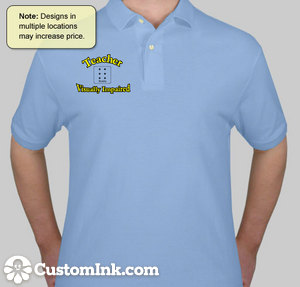 Note: Designs in
multiple locations
may increase price.
Teacher
Visually Impaired
CustomInk.com